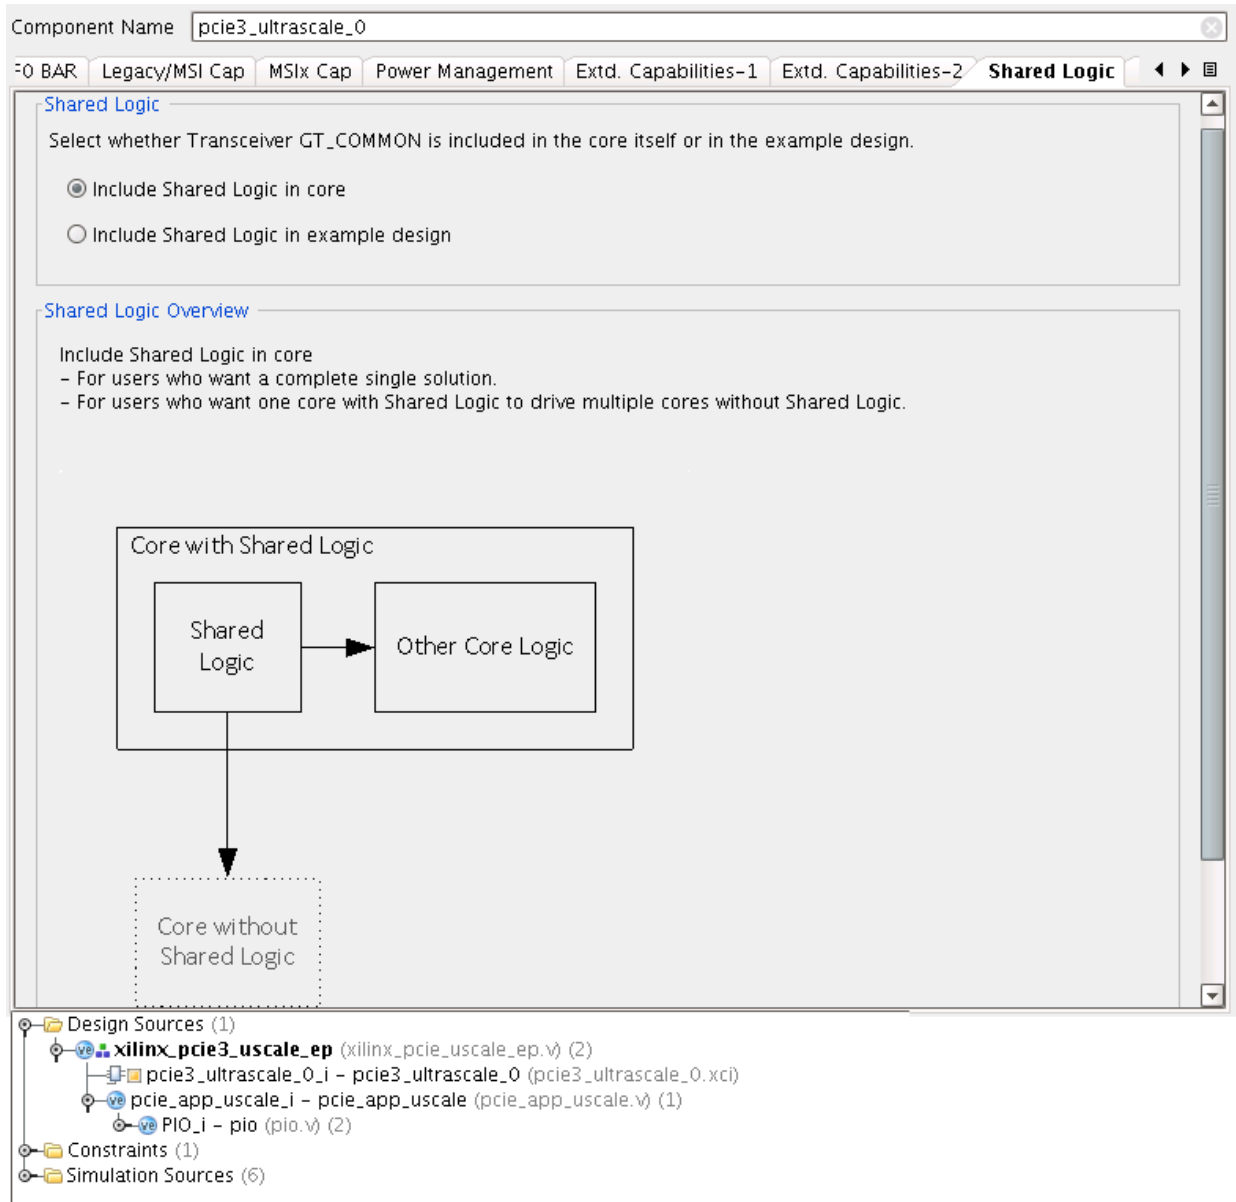 Component Name pcie3_ultrascale_0
F0 BAR Legacy/MSI Cap MSIx Cap Power Management Extd. Capabilities-1 Extd. Capabilities-2 Shared Logic
Shared Logic
Select whether Transceiver GT_COMMON is included in the core itself or in the example design.
Include Shared Logic in core
Include Shared Logic in example design
Shared Logic Overview
Include Shared Logic in core
- For users who want a complete single solution.
- For users who want one core with Shared Logic to drive multiple cores without Shared Logic.
Core with Shared Logic
Shared
Logic
Other Core Logic
Core without
Shared Logic
Design Sources (1)
xilinx_pcie3_uscale_ep (xilinx_pcie_uscale_ep.v) (2)
pcie3_ultrascale_0_i - pcie3_ultrascale_0 (pcie3_ultrascale_0.xci)
pcie_app_uscale_i - pcie_app_uscale (pcie_app_uscale.v) (1)
PIO_i - pio (pio.v) (2)
Constraints (1)
Simulation Sources (6)